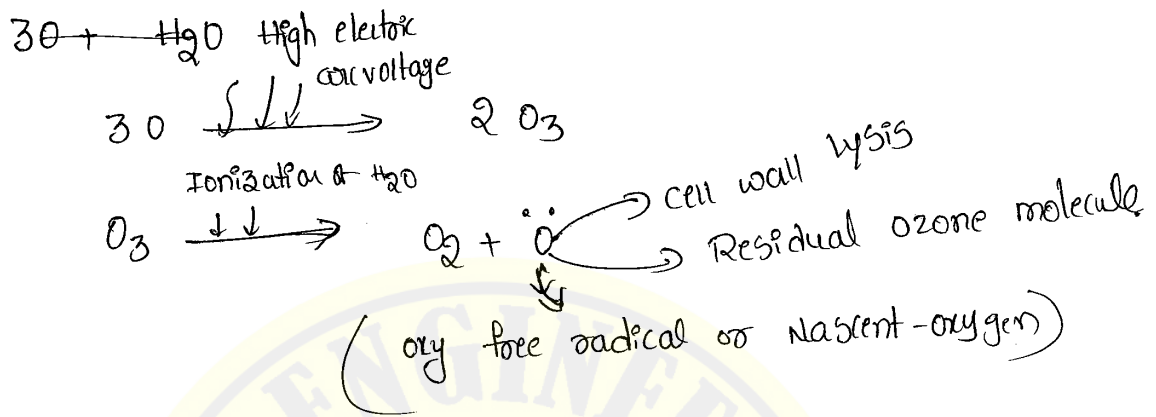 3O + H2O High electric
arc voltage
3 O → 2 O3
Ionization of H2O
O3 → O2 + Ö → cell wall lysis
→ Residual ozone molecule
(oxy free radical or Nascent-oxygen)
ENGINEE